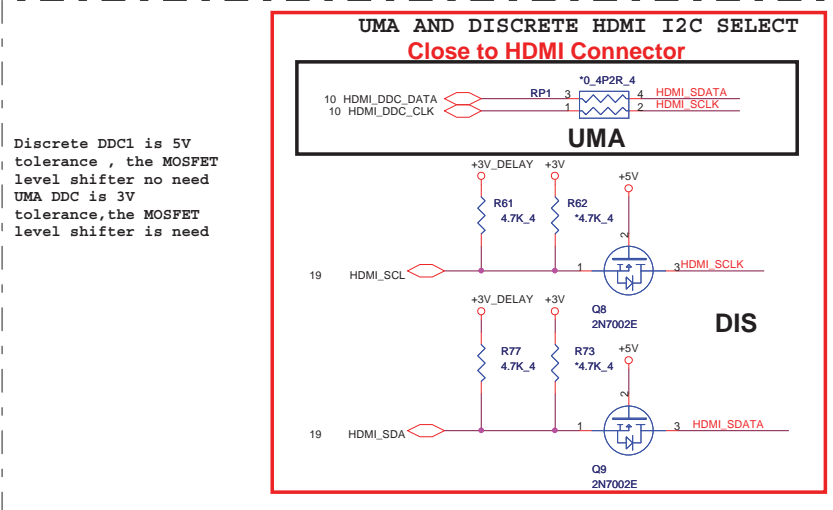 UMA AND DISCRETE HDMI I2C SELECT
Close to HDMI Connector
*0_4P2R_4
10 HDMI_DDC_DATA RP1 3 4 HDMI_SDATA
10 HDMI_DDC_CLK 1 2 HDMI_SCLK
UMA
Discrete DDC1 is 5V
tolerance , the MOSFET
level shifter no need
UMA DDC is 3V
tolerance,the MOSFET
level shifter is need
+3V_DELAY +3V
+5V
R61 R62
4.7K_4 *4.7K_4
2
19 HDMI_SCL 1 3 HDMI_SCLK
Q8
2N7002E
DIS
+3V_DELAY +3V
+5V
R77 R73
4.7K_4 *4.7K_4
2
19 HDMI_SDA 1 3 HDMI_SDATA
Q9
2N7002E